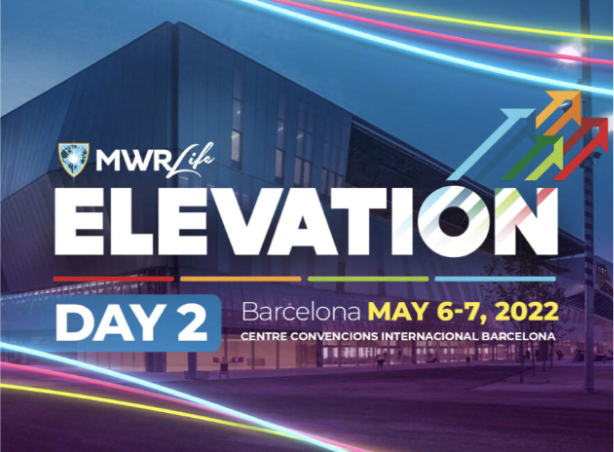 MWR Life
ELEVATION
DAY 2
Barcelona MAY 6-7, 2022
CENTRE CONVENCIONS INTERNACIONAL BARCELONA